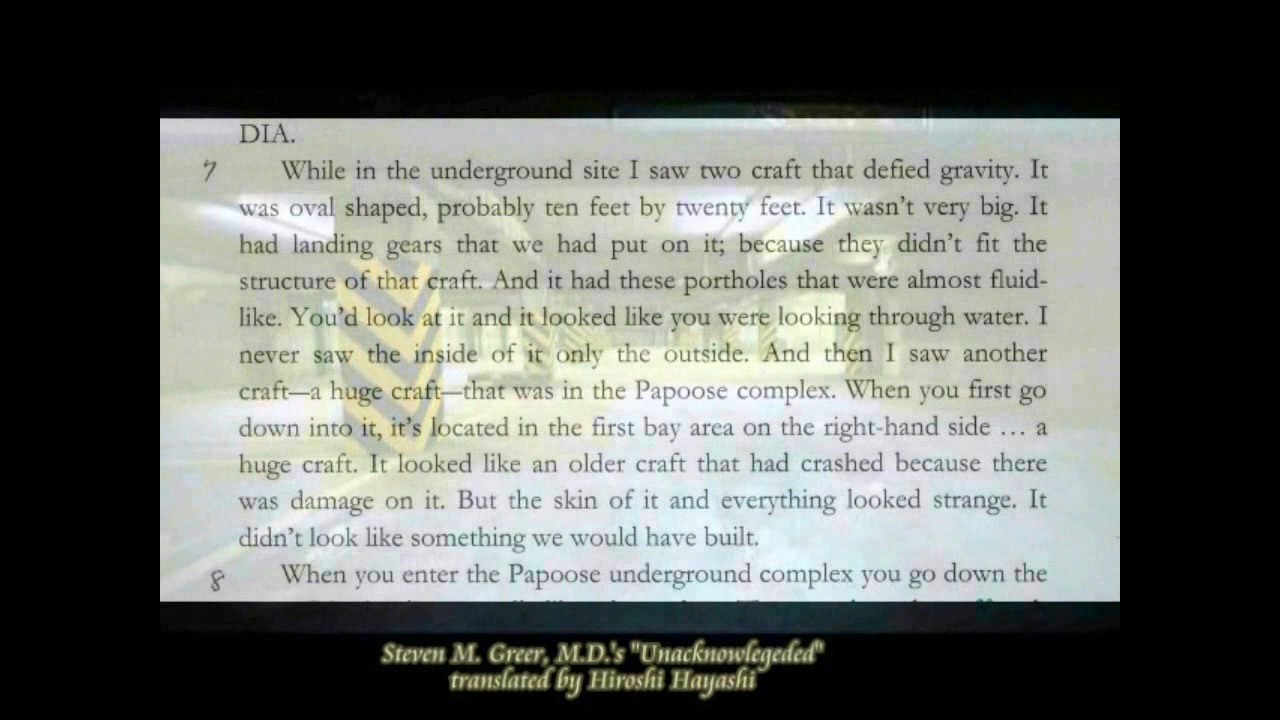 DIA.
7 While in the underground site I saw two craft that defied gravity. It
was oval shaped, probably ten feet by twenty feet. It wasn't very big. It
had landing gears that we had put on it; because they didn't fit the
structure of that craft. And it had these portholes that were almost fluid-
like. You'd look at it and it looked like you were looking through water. I
never saw the inside of it only the outside. And then I saw another
craft—a huge craft—that was in the Papoose complex. When you first go
down into it, it's located in the first bay area on the right-hand side … a
huge craft. It looked like an older craft that had crashed because there
was damage on it. But the skin of it and everything looked strange. It
didn't look like something we would have built.
8 When you enter the Papoose underground complex you go down the
Steven M. Greer, M.D.'s "Unacknowlegeded"
translated by Hiroshi Hayashi